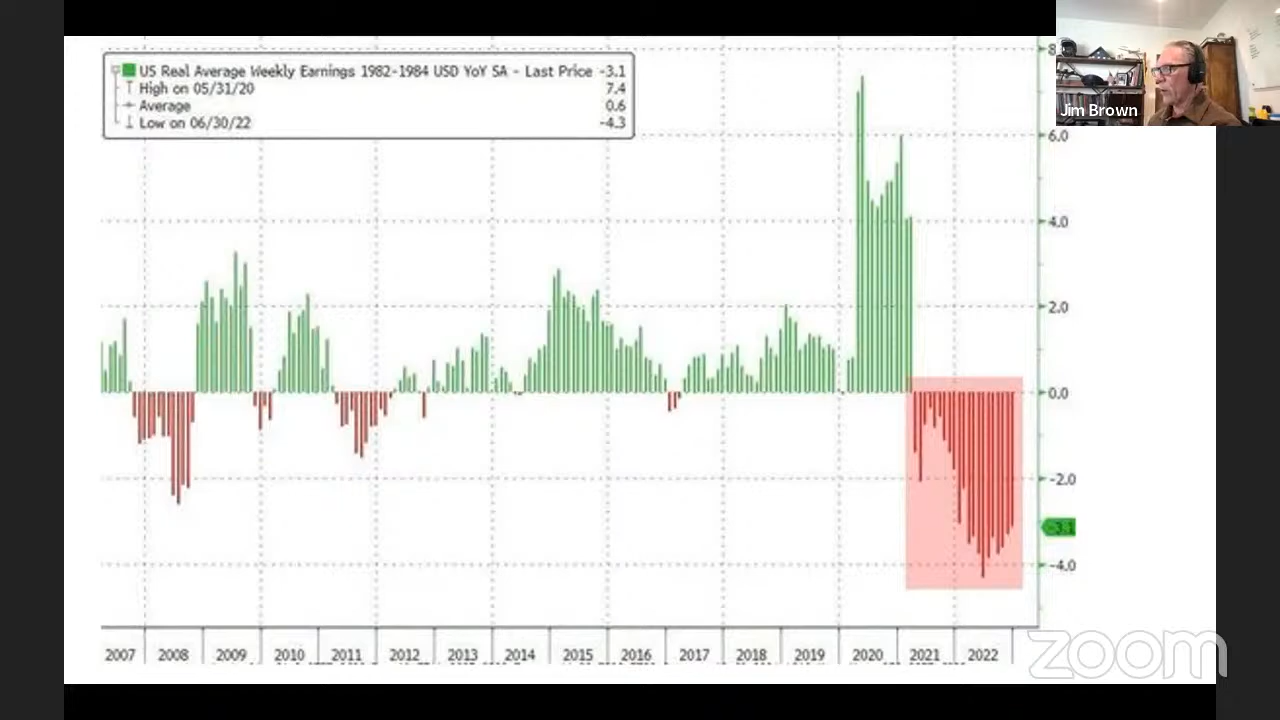 US Real Average Weekly Earnings 1982-1984 USD YoY SA - Last Price -3.1
High on 05/31/20 7.4
Average 0.6
Low on 06/30/22 -4.3
Jim Brown
6.0
4.0
2.0
0.0
-2.0
-3.1
-4.0
2007 2008 2009 2010 2011 2012 2013 2014 2015 2016 2017 2018 2019 2020 2021 2022
zoom